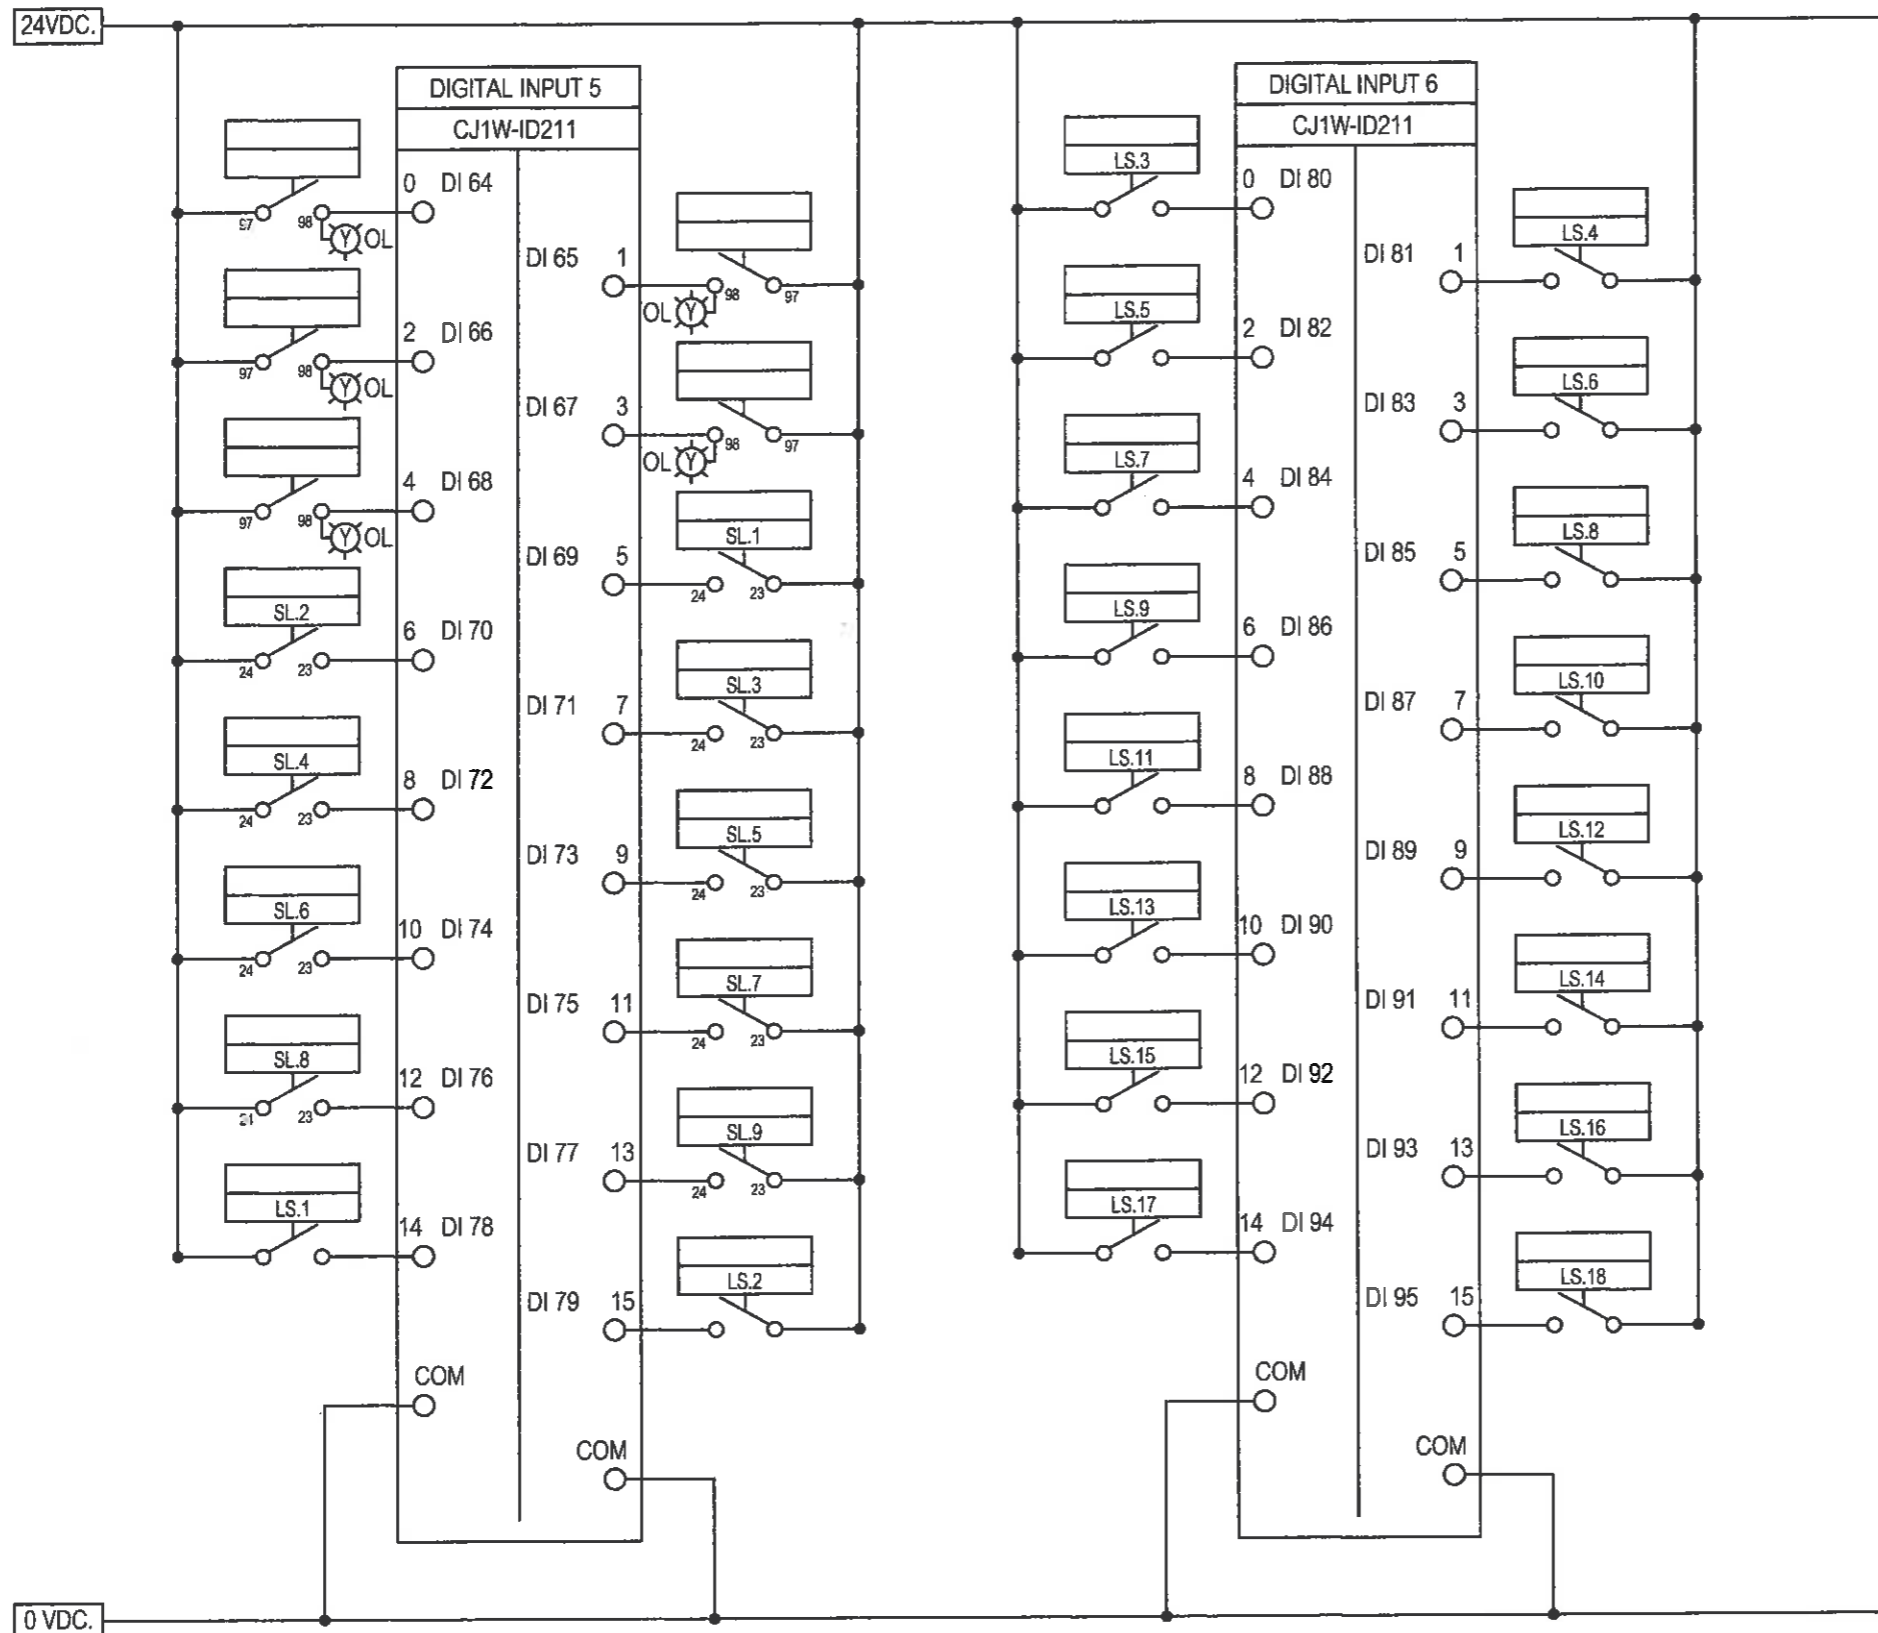 24VDC.
DIGITAL INPUT 5
CJ1W-ID211
0 DI 64
97 98 Y OL
DI 65 1
OL Y 98 97
2 DI 66
97 98 Y OL
DI 67 3
OL Y 98 97
4 DI 68
97 98 Y OL
SL.1
DI 69 5
24 23
SL.2
6 DI 70
24 23
SL.3
DI 71 7
24 23
SL.4
8 DI 72
24 23
SL.5
DI 73 9
24 23
SL.6
10 DI 74
24 23
SL.7
DI 75 11
24 23
SL.8
12 DI 76
23
SL.9
DI 77 13
24 23
LS.1
14 DI 78
LS.2
DI 79 15
COM
COM
DIGITAL INPUT 6
CJ1W-ID211
LS.3
0 DI 80
LS.4
DI 81 1
LS.5
2 DI 82
LS.6
DI 83 3
LS.7
4 DI 84
LS.8
DI 85 5
LS.9
6 DI 86
LS.10
DI 87 7
LS.11
8 DI 88
LS.12
DI 89 9
LS.13
10 DI 90
LS.14
DI 91 11
LS.15
12 DI 92
LS.16
DI 93 13
LS.17
14 DI 94
LS.18
DI 95 15
COM
COM
0 VDC.